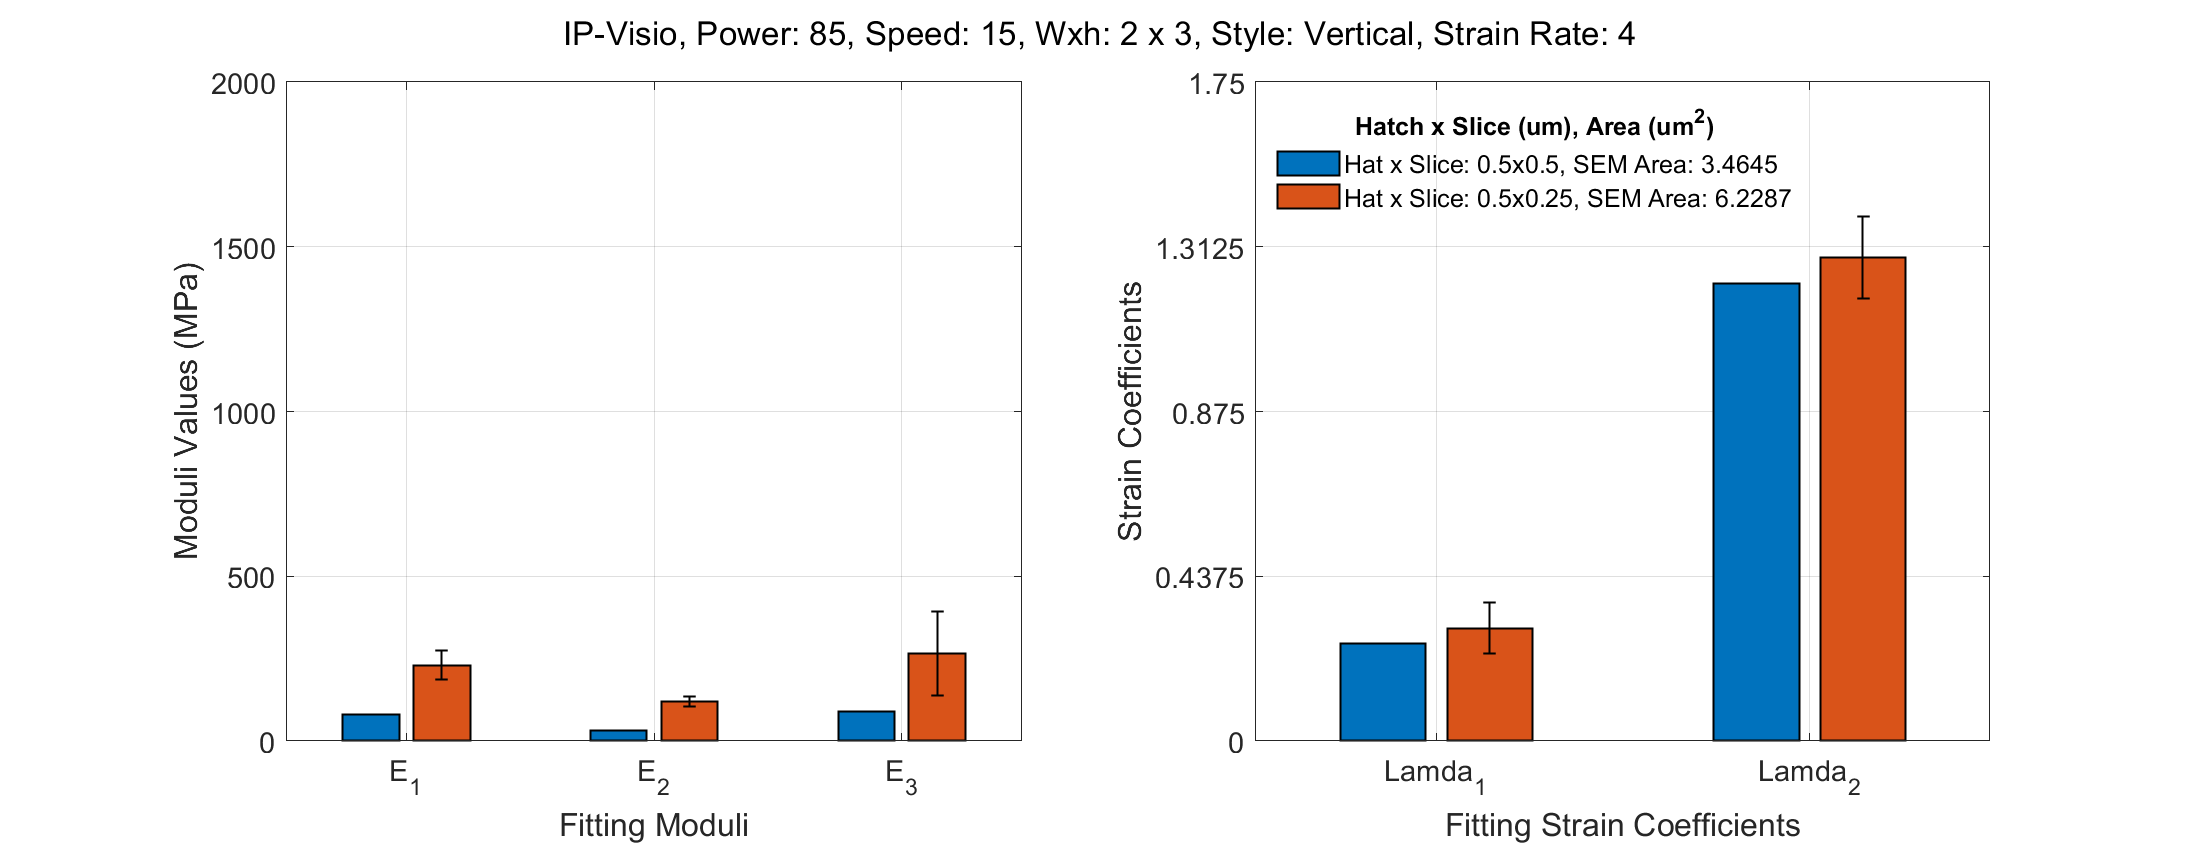 IP-Visio, Power: 85, Speed: 15, Wxh: 2 x 3, Style: Vertical, Strain Rate: 4
2000
1500
1000
500
0
Moduli Values (MPa)
E1
E2
E3
Fitting Moduli
1.75
1.3125
0.875
0.4375
0
Strain Coefficients
Hatch x Slice (um), Area (um²)
Hat x Slice: 0.5x0.5, SEM Area: 3.4645
Hat x Slice: 0.5x0.25, SEM Area: 6.2287
Lamda1
Lamda2
Fitting Strain Coefficients